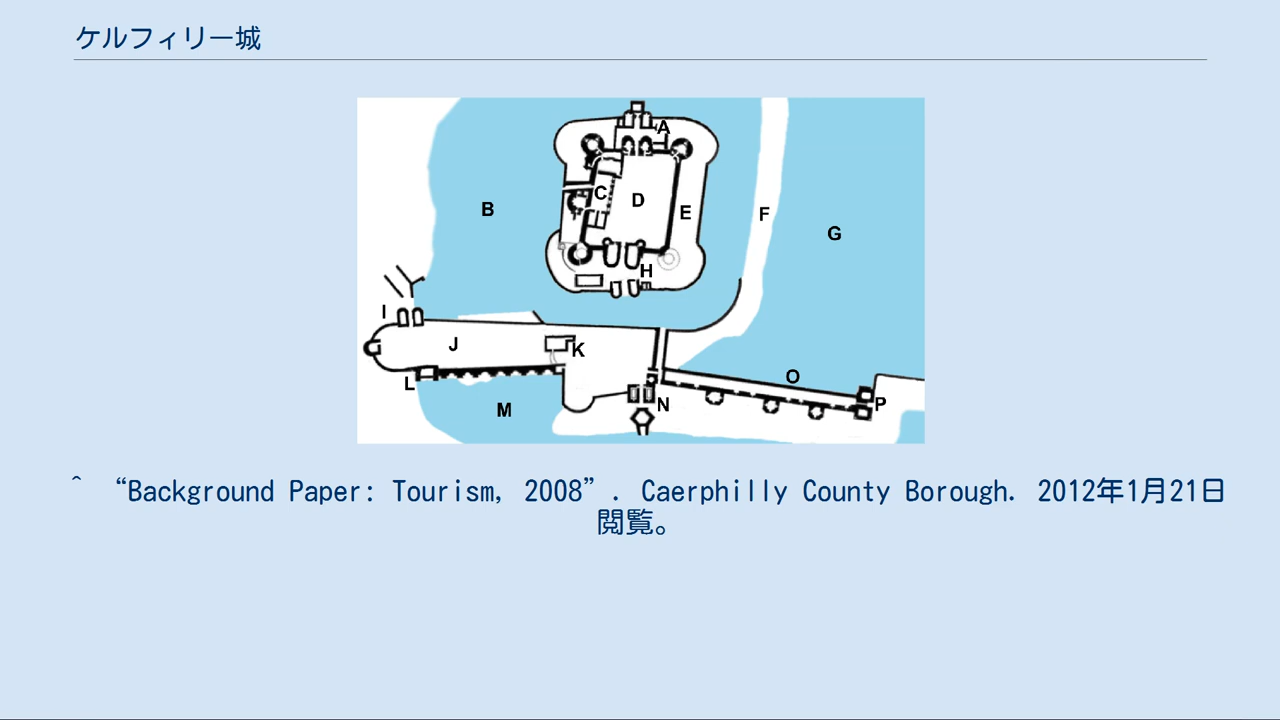 ケルフィリー城
A
B
C
D
E
F
G
H
I
J
K
L
M
N
O
P
^ “Background Paper: Tourism, 2008”. Caerphilly County Borough. 2012年1月21日
閲覧。